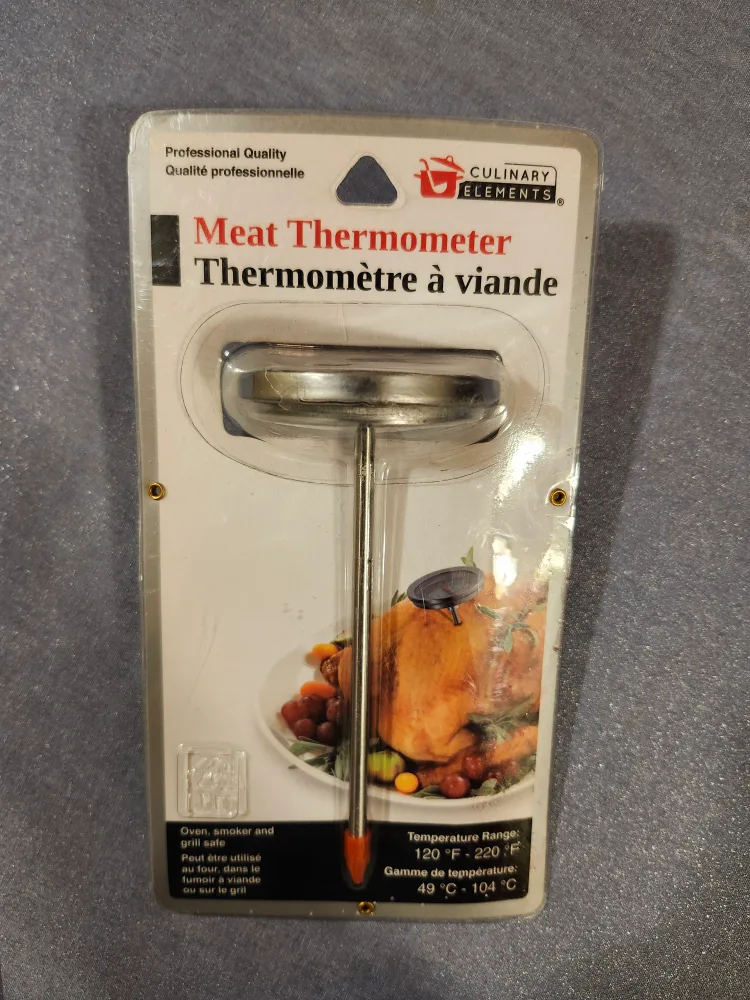 Professional Quality
Qualité professionnelle
CULINARY
ELEMENTS®
Meat Thermometer
Thermomètre à viande
Oven, smoker and
grill safe
Peut être utilisé
au four, dans le
fumoir à viande
ou sur le gril
Temperature Range:
120 °F - 220 °F
Gamme de température:
49 °C - 104 °C